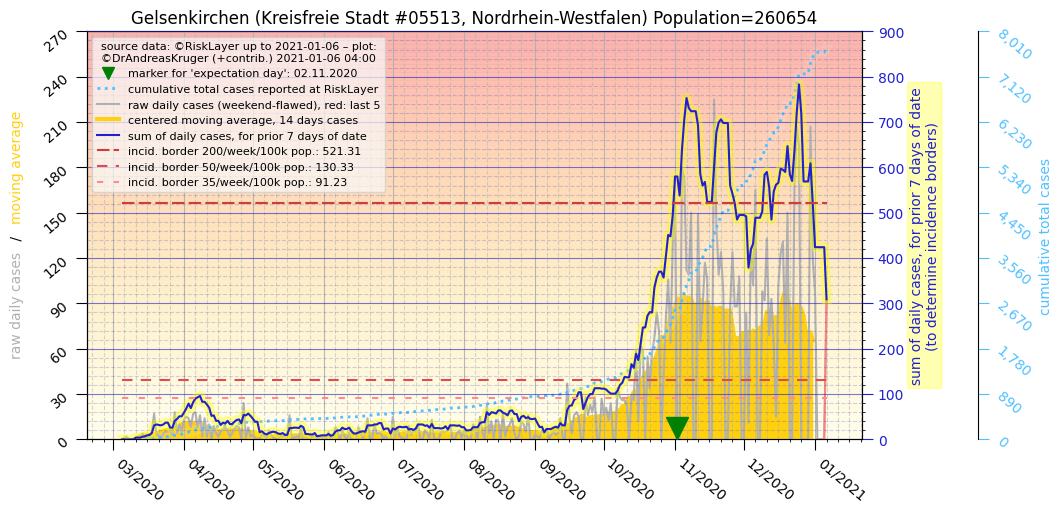 Gelsenkirchen (Kreisfreie Stadt #05513, Nordrhein-Westfalen) Population=260654
source data: ©RiskLayer up to 2021-01-06 – plot:
©DrAndreasKruger (+contrib.) 2021-01-06 04:00
marker for 'expectation day': 02.11.2020
cumulative total cases reported at RiskLayer
raw daily cases (weekend-flawed), red: last 5
centered moving average, 14 days cases
sum of daily cases, for prior 7 days of date
incid. border 200/week/100k pop.: 521.31
incid. border 50/week/100k pop.: 130.33
incid. border 35/week/100k pop.: 91.23
raw daily cases / moving average
270
240
210
180
150
120
90
60
30
0
03/2020
04/2020
05/2020
06/2020
07/2020
08/2020
09/2020
10/2020
11/2020
12/2020
01/2021
900
800
700
600
500
400
300
200
100
0
sum of daily cases, for prior 7 days of date
(to determine incidence borders)
8,010
7,120
6,230
5,340
4,450
3,560
2,670
1,780
890
0
cumulative total cases